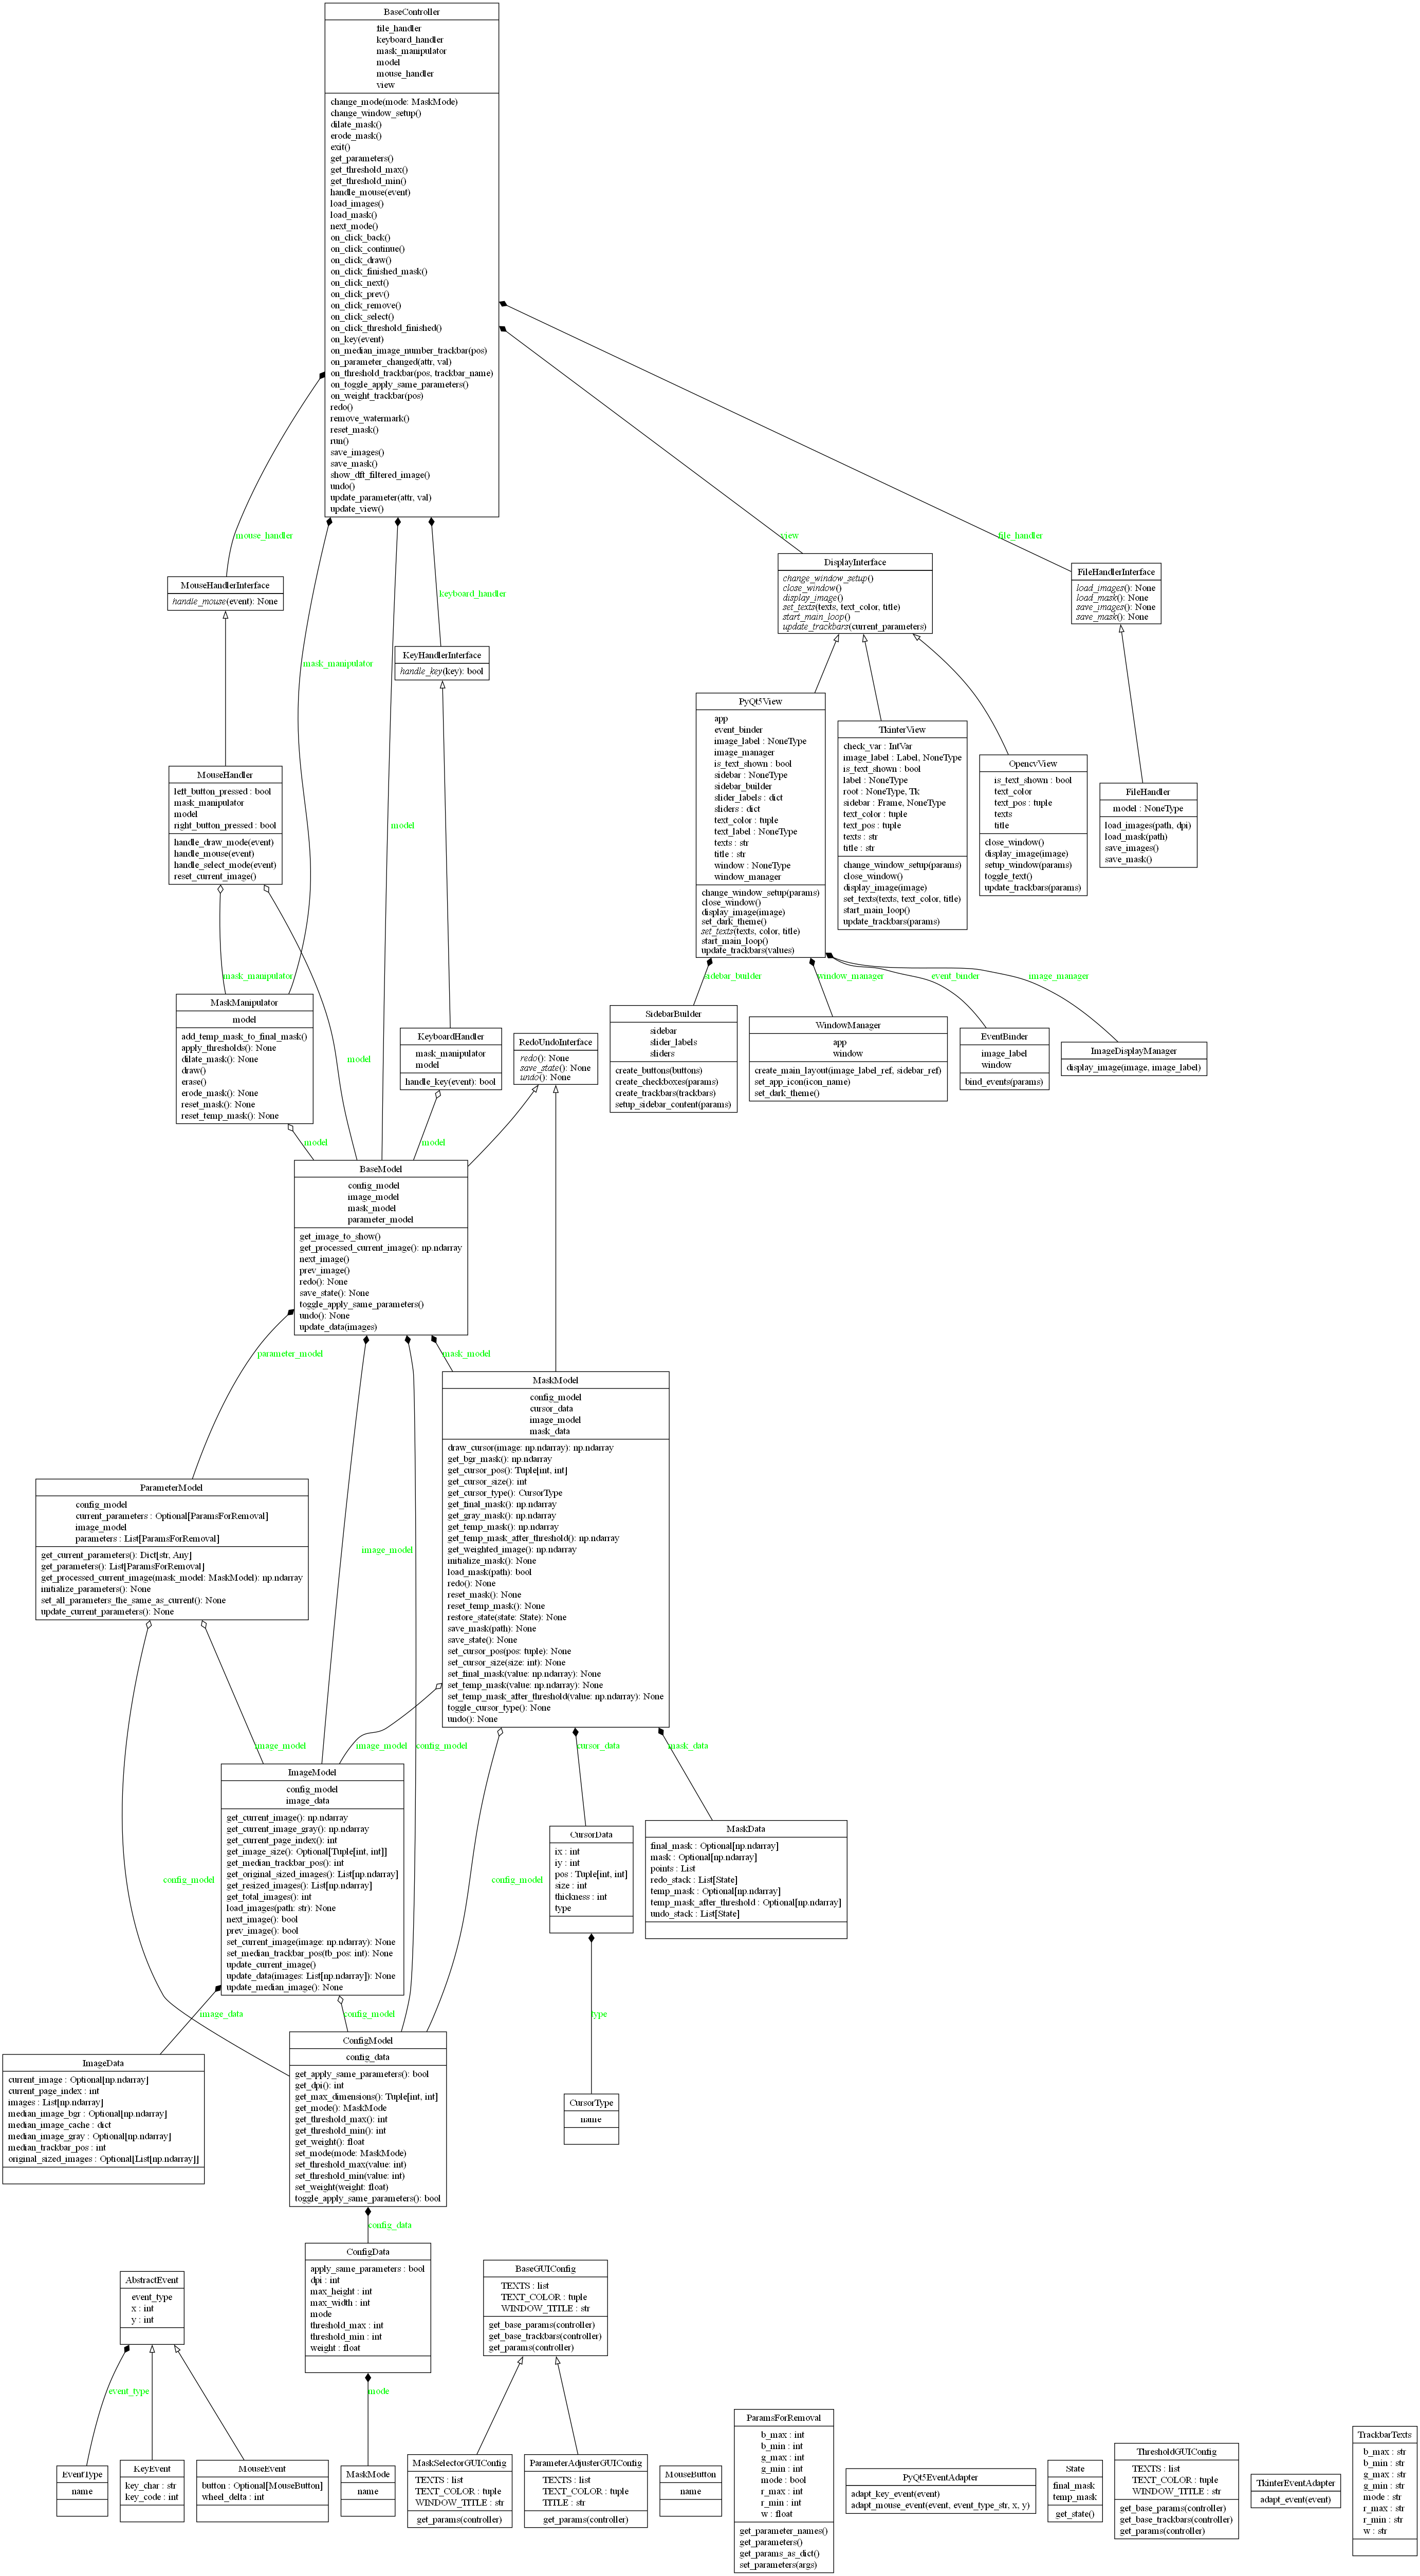 BaseController
file_handler
keyboard_handler
mask_manipulator
model
mouse_handler
view
change_mode(mode: MaskMode)
change_window_setup()
dilate_mask()
erode_mask()
exit()
get_parameters()
get_threshold_max()
get_threshold_min()
handle_mouse(event)
load_images()
load_mask()
next_mode()
on_click_back()
on_click_continue()
on_click_draw()
on_click_finished_mask()
on_click_next()
on_click_prev()
on_click_remove()
on_click_select()
on_click_threshold_finished()
on_key(event)
on_median_image_number_trackbar(pos)
on_parameter_changed(attr, val)
on_threshold_trackbar(pos, trackbar_name)
on_toggle_apply_same_parameters()
on_weight_trackbar(pos)
redo()
remove_watermark()
reset_mask()
run()
save_images()
save_mask()
show_dft_filtered_image()
undo()
update_parameter(attr, val)
update_view()
mouse_handler
view
file_handler
MouseHandlerInterface
handle_mouse(event): None
keyboard_handler
DisplayInterface
change_window_setup()
close_window()
display_image()
set_texts(texts, text_color, title)
start_main_loop()
update_trackbars(current_parameters)
FileHandlerInterface
load_images(): None
load_mask(): None
save_images(): None
save_mask(): None
mask_manipulator
KeyHandlerInterface
handle_key(key): bool
PyQt5View
app
event_binder
image_label : NoneType
image_manager
is_text_shown : bool
sidebar : NoneType
sidebar_builder
slider_labels : dict
sliders : dict
text_color : tuple
text_label : NoneType
texts : str
title : str
window : NoneType
window_manager
change_window_setup(params)
close_window()
display_image(image)
set_dark_theme()
set_texts(texts, color, title)
start_main_loop()
update_trackbars(values)
TkinterView
check_var : IntVar
image_label : Label, NoneType
is_text_shown : bool
label : NoneType
root : NoneType, Tk
sidebar : Frame, NoneType
text_color : tuple
text_pos : tuple
texts : str
title : str
change_window_setup(params)
close_window()
display_image(image)
set_texts(texts, text_color, title)
start_main_loop()
update_trackbars(params)
OpencvView
is_text_shown : bool
text_color
text_pos : tuple
texts
title
close_window()
display_image(image)
setup_window(params)
toggle_text()
update_trackbars(params)
FileHandler
model : NoneType
load_images(path, dpi)
load_mask(path)
save_images()
save_mask()
MouseHandler
left_button_pressed : bool
mask_manipulator
model
right_button_pressed : bool
handle_draw_mode(event)
handle_mouse(event)
handle_select_mode(event)
reset_current_image()
model
mask_manipulator
sidebar_builder
window_manager
event_binder
image_manager
MaskManipulator
model
add_temp_mask_to_final_mask()
apply_thresholds(): None
dilate_mask(): None
draw()
erase()
erode_mask(): None
reset_mask(): None
reset_temp_mask(): None
model
KeyboardHandler
mask_manipulator
model
handle_key(event): bool
RedoUndoInterface
redo(): None
save_state(): None
undo(): None
SidebarBuilder
sidebar
slider_labels
sliders
create_buttons(buttons)
create_checkboxes(params)
create_trackbars(trackbars)
setup_sidebar_content(params)
WindowManager
app
window
create_main_layout(image_label_ref, sidebar_ref)
set_app_icon(icon_name)
set_dark_theme()
EventBinder
image_label
window
bind_events(params)
ImageDisplayManager
display_image(image, image_label)
model
model
BaseModel
config_model
image_model
mask_model
parameter_model
get_image_to_show()
get_processed_current_image(): np.ndarray
next_image()
prev_image()
redo(): None
save_state(): None
toggle_apply_same_parameters()
undo(): None
update_data(images)
parameter_model
mask_model
MaskModel
config_model
cursor_data
image_model
mask_data
draw_cursor(image: np.ndarray): np.ndarray
get_bgr_mask(): np.ndarray
get_cursor_pos(): Tuple[int, int]
get_cursor_size(): int
get_cursor_type(): CursorType
get_final_mask(): np.ndarray
get_gray_mask(): np.ndarray
get_temp_mask(): np.ndarray
get_temp_mask_after_threshold(): np.ndarray
get_weighted_image(): np.ndarray
initialize_mask(): None
load_mask(path): bool
redo(): None
reset_mask(): None
reset_temp_mask(): None
restore_state(state: State): None
save_mask(path): None
save_state(): None
set_cursor_pos(pos: tuple): None
set_cursor_size(size: int): None
set_final_mask(value: np.ndarray): None
set_temp_mask(value: np.ndarray): None
set_temp_mask_after_threshold(value: np.ndarray): None
toggle_cursor_type(): None
undo(): None
ParameterModel
config_model
current_parameters : Optional[ParamsForRemoval]
image_model
parameters : List[ParamsForRemoval]
get_current_parameters(): Dict[str, Any]
get_parameters(): List[ParamsForRemoval]
get_processed_current_image(mask_model: MaskModel): np.ndarray
initialize_parameters(): None
set_all_parameters_the_same_as_current(): None
update_current_parameters(): None
image_model
image_model
image_model
config_model
cursor_data
mask_data
ImageModel
config_model
image_data
get_current_image(): np.ndarray
get_current_image_gray(): np.ndarray
get_current_page_index(): int
get_image_size(): Optional[Tuple[int, int]]
get_median_trackbar_pos(): int
get_original_sized_images(): List[np.ndarray]
get_resized_images(): List[np.ndarray]
get_total_images(): int
load_images(path: str): None
next_image(): bool
prev_image(): bool
set_current_image(image: np.ndarray): None
set_median_trackbar_pos(tb_pos: int): None
update_current_image()
update_data(images: List[np.ndarray]): None
update_median_image(): None
config_model
config_model
CursorData
ix : int
iy : int
pos : Tuple[int, int]
size : int
thickness : int
type
MaskData
final_mask : Optional[np.ndarray]
mask : Optional[np.ndarray]
points : List
redo_stack : List[State]
temp_mask : Optional[np.ndarray]
temp_mask_after_threshold : Optional[np.ndarray]
undo_stack : List[State]
image_data
config_model
type
ImageData
current_image : Optional[np.ndarray]
current_page_index : int
images : List[np.ndarray]
median_image_bgr : Optional[np.ndarray]
median_image_cache : dict
median_image_gray : Optional[np.ndarray]
median_trackbar_pos : int
original_sized_images : Optional[List[np.ndarray]]
ConfigModel
config_data
get_apply_same_parameters(): bool
get_dpi(): int
get_max_dimensions(): Tuple[int, int]
get_mode(): MaskMode
get_threshold_max(): int
get_threshold_min(): int
get_weight(): float
set_mode(mode: MaskMode)
set_threshold_max(value: int)
set_threshold_min(value: int)
set_weight(weight: float)
toggle_apply_same_parameters(): bool
CursorType
name
config_data
AbstractEvent
event_type
x : int
y : int
ConfigData
apply_same_parameters : bool
dpi : int
max_height : int
max_width : int
mode
threshold_max : int
threshold_min : int
weight : float
BaseGUIConfig
TEXTS : list
TEXT_COLOR : tuple
WINDOW_TITLE : str
get_base_params(controller)
get_base_trackbars(controller)
get_params(controller)
event_type
mode
EventType
name
KeyEvent
key_char : str
key_code : int
MouseEvent
button : Optional[MouseButton]
wheel_delta : int
MaskMode
name
MaskSelectorGUIConfig
TEXTS : list
TEXT_COLOR : tuple
WINDOW_TITLE : str
get_params(controller)
ParameterAdjusterGUIConfig
TEXTS : list
TEXT_COLOR : tuple
TITLE : str
get_params(controller)
MouseButton
name
ParamsForRemoval
b_max : int
b_min : int
g_max : int
g_min : int
mode : bool
r_max : int
r_min : int
w : float
get_parameter_names()
get_parameters()
get_params_as_dict()
set_parameters(args)
PyQt5EventAdapter
adapt_key_event(event)
adapt_mouse_event(event, event_type_str, x, y)
State
final_mask
temp_mask
get_state()
ThresholdGUIConfig
TEXTS : list
TEXT_COLOR : tuple
WINDOW_TITLE : str
get_base_params(controller)
get_base_trackbars(controller)
get_params(controller)
TkinterEventAdapter
adapt_event(event)
TrackbarTexts
b_max : str
b_min : str
g_max : str
g_min : str
mode : str
r_max : str
r_min : str
w : str